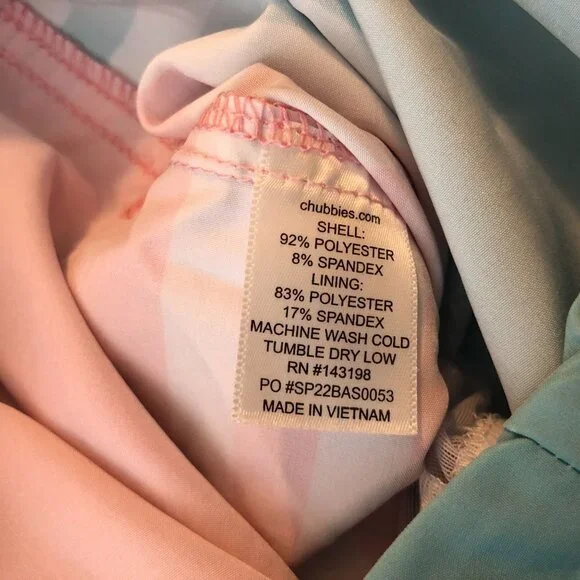 chubbies.com
SHELL:
92% POLYESTER
8% SPANDEX
LINING:
83% POLYESTER
17% SPANDEX
MACHINE WASH COLD
TUMBLE DRY LOW
RN #143198
PO #SP22BAS0053
MADE IN VIETNAM